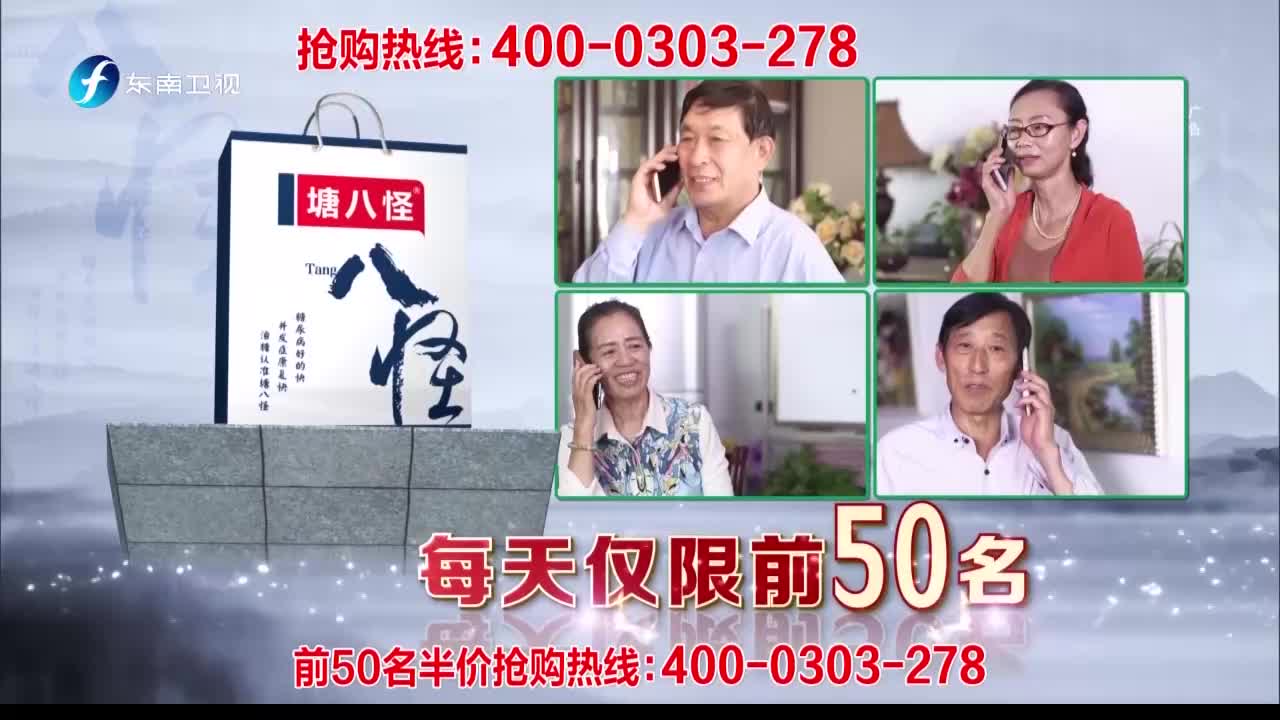 抢购热线:400-0303-278
东南卫视
广告
塘八怪®
Tang
八怪
糖尿病好的快
并发症康复快
治糖认准塘八怪
每天仅限前50名
前50名半价抢购热线:400-0303-278